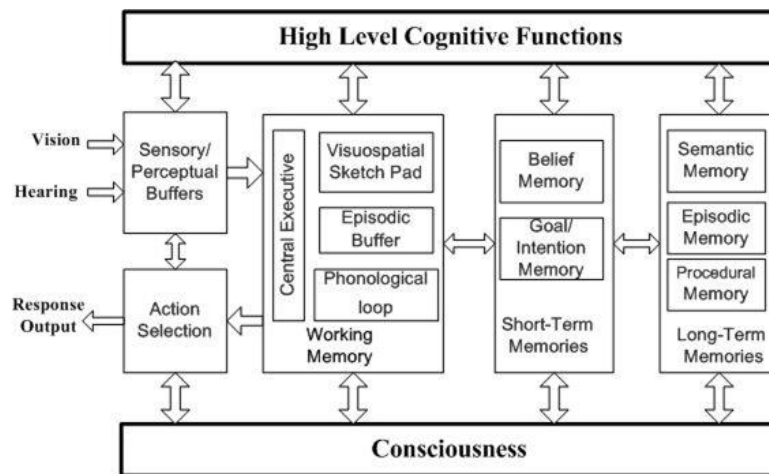 High Level Cognitive Functions
Vision
Hearing
Sensory/
Perceptual
Buffers
Response
Output
Action
Selection
Central Executive
Visuospatial
Sketch Pad
Episodic
Buffer
Phonological
loop
Working
Memory
Belief
Memory
Goal/
Intention
Memory
Short-Term
Memories
Semantic
Memory
Episodic
Memory
Procedural
Memory
Long-Term
Memories
Consciousness